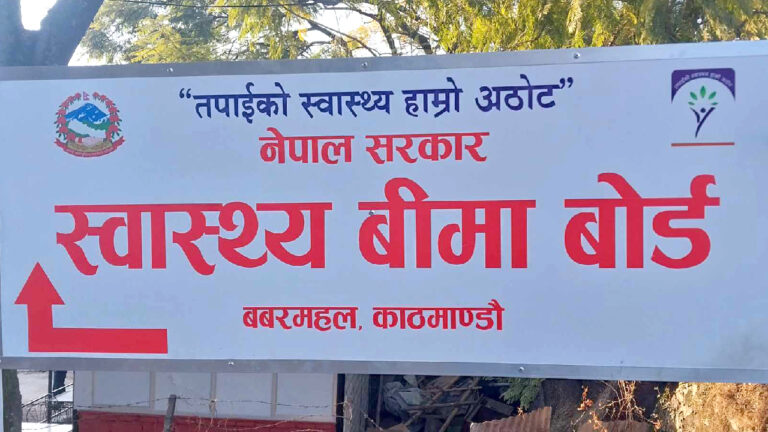 “तपाईको स्वास्थ्य हाम्रो अठोट”
नेपाल सरकार
स्वास्थ्य बीमा बोर्ड
बबरमहल, काठमाण्डौ